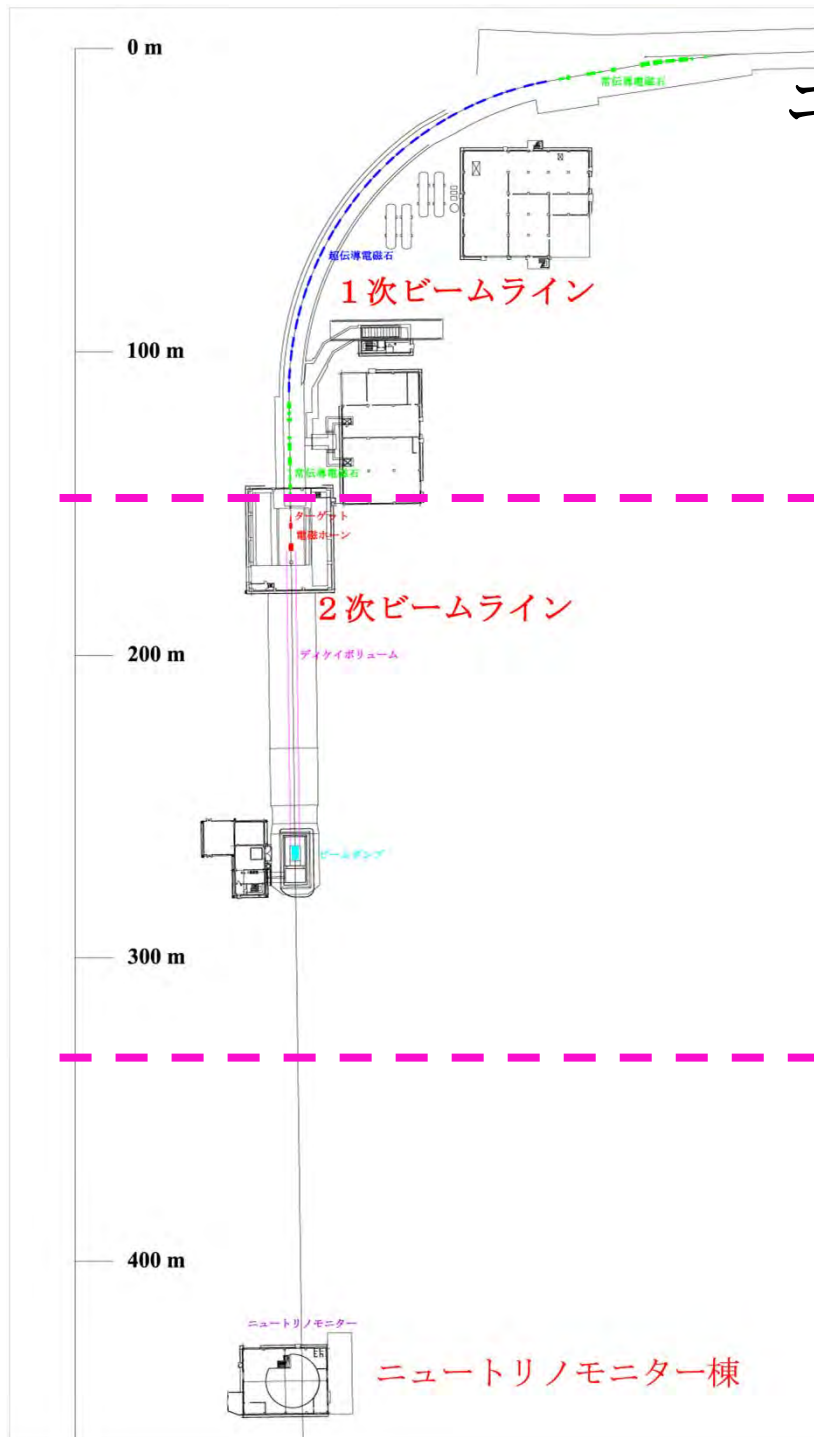 0 m
常伝導電磁石
超伝導電磁石
1次ビームライン
100 m
常伝導電磁石
ターゲット
電磁ホーン
2次ビームライン
200 m
ディケイボリューム
ビームダンプ
300 m
400 m
ニュートリノモニター
ニュートリノモニター棟